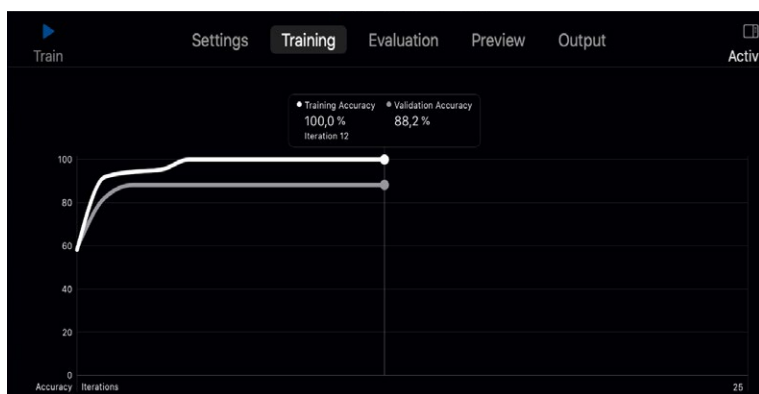 Train
Settings Training Evaluation Preview Output
Activ
Training Accuracy Validation Accuracy
100,0 % 88,2 %
Iteration 12
100
80
60
40
20
0
Accuracy Iterations 25